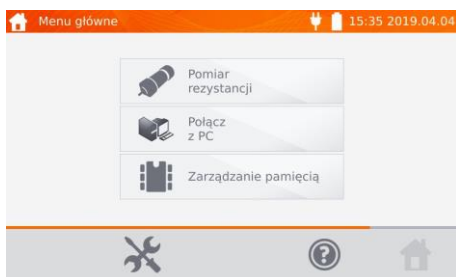 Menu główne
15:35 2019.04.04
Pomiar
rezystancji
Połącz
z PC
Zarządzanie pamięcią
?